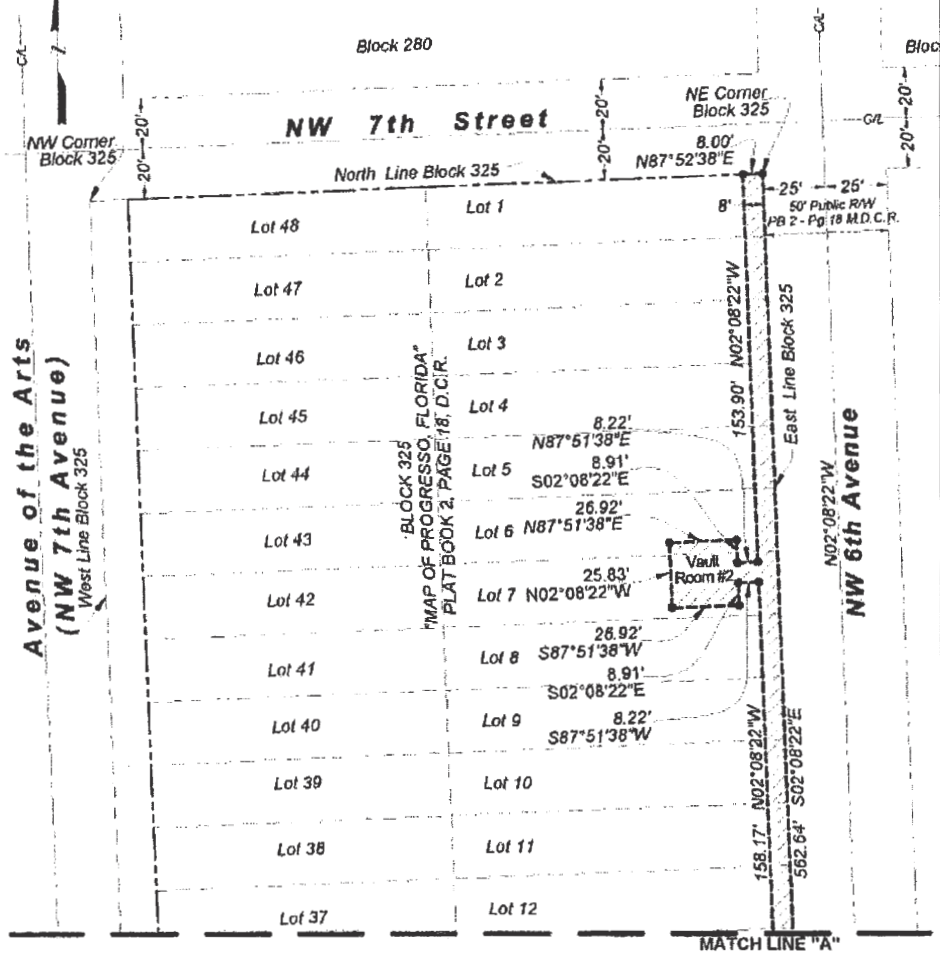 Block 280
Bloc
C/L
C/L
20'
20'
NW 7th Street
20'
20'
NE Corner
Block 325
C/L
20'
20'
NW Corner
Block 325
8.00'
N87°52'38"E
North Line Block 325
25' 25'
50' Public R/W
PB 2 - Pg 18 M.D.C.R.
8'
Lot 48
Lot 1
Lot 47
Lot 2
Lot 46
Lot 3
Lot 45
Lot 4
Lot 44
Lot 5
Lot 43
Lot 6
Lot 42
Lot 7
Lot 41
Lot 8
Lot 40
Lot 9
Lot 39
Lot 10
Lot 38
Lot 11
Lot 37
Lot 12
Avenue of the Arts
(NW 7th Avenue)
West Line Block 325
BLOCK 325
"MAP OF PROGRESSO, FLORIDA"
PLAT BOOK 2, PAGE 18, D.C.R.
8.22'
N87°51'38"E
8.91'
S02°08'22"E
26.92'
N87°51'38"E
Vault
Room #2
25.83'
N02°08'22"W
26.92'
S87°51'38"W
8.91'
S02°08'22"E
8.22'
S87°51'38"W
153.90' N02°08'22"W
East Line Block 325
N02°08'22"W
NW 6th Avenue
158.17' N02°08'22"W
562.64' S02°08'22"E
MATCH LINE "A"